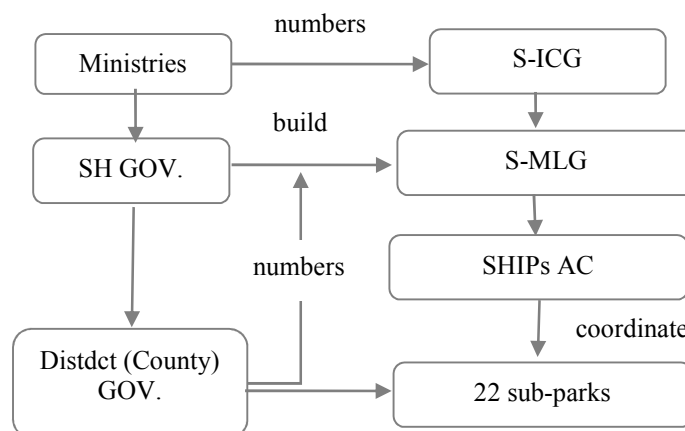 numbers
Ministries
S-ICG
build
SH GOV.
S-MLG
numbers
SHIPs AC
coordinate
Distdct (County)
GOV.
22 sub-parks